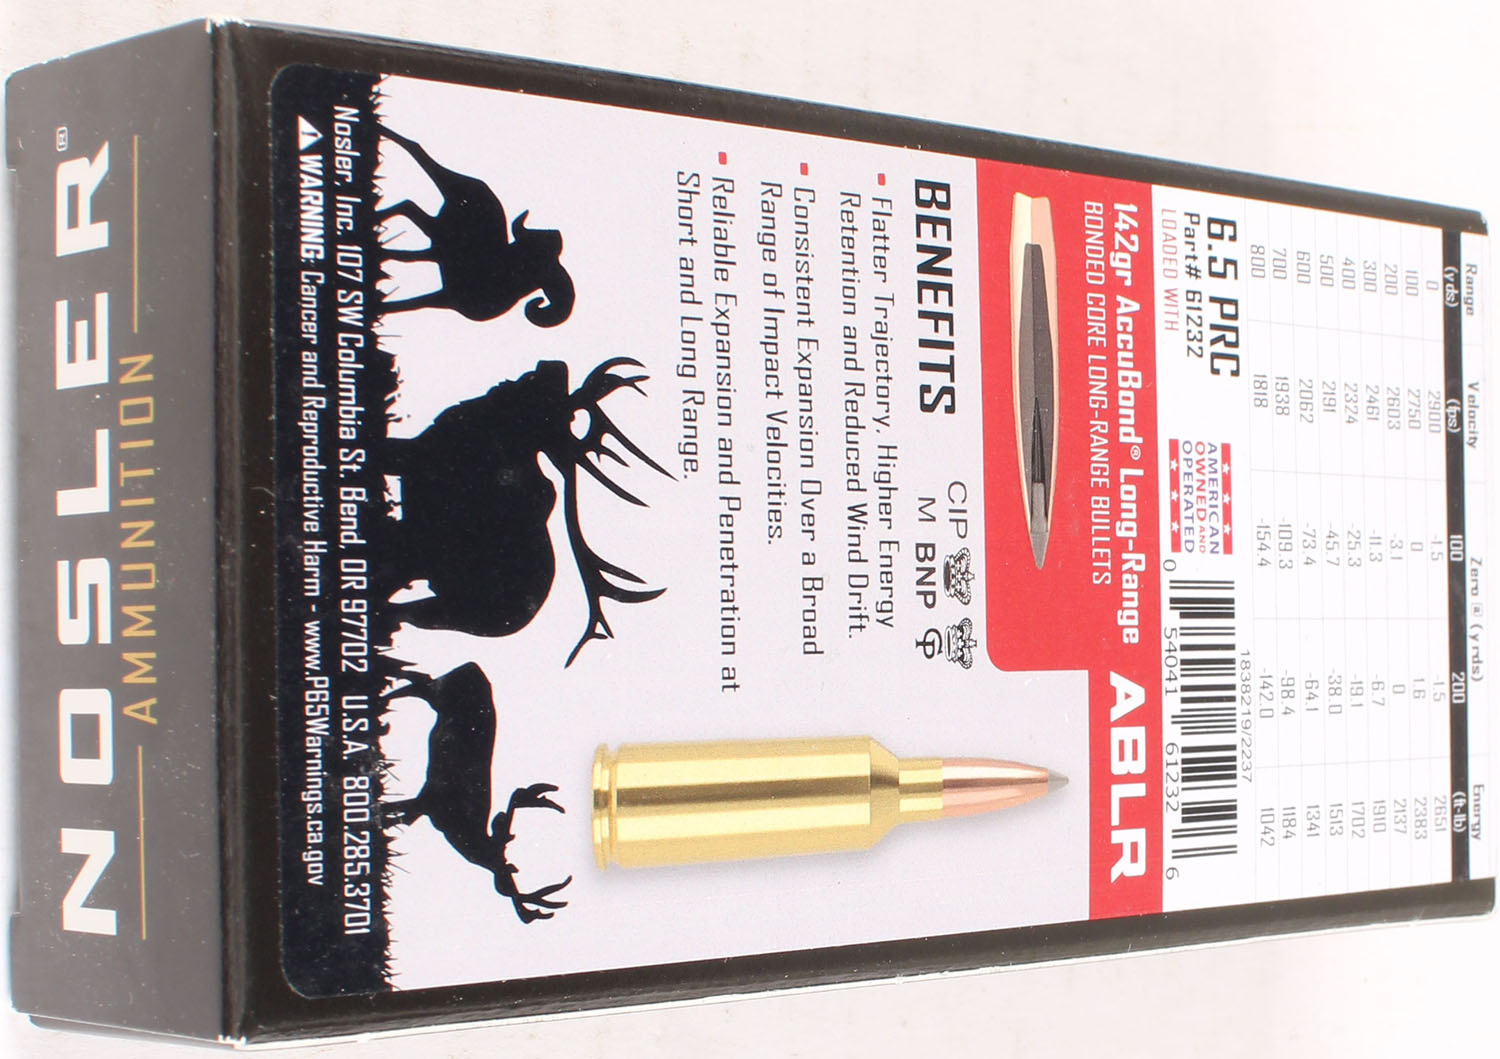 Range Velocity Zero @ (yrds) Energy
(yds) (fps) 100 200 (ft-lb)
0 2900 -1.5 -1.5 2651
100 2750 0 1.6 2383
200 2603 -3.1 0 2137
300 2461 -11.3 -6.7 1910
400 2324 -25.3 -19.1 1702
500 2191 -45.7 -38.0 1513
600 2062 -73.4 -64.1 1341
700 1938 -109.3 -98.4 1184
800 1818 -154.4 -142.0 1042
6.5 PRC
Part# 61232
LOADED WITH
AMERICAN
OWNED AND
OPERATED
1838219/2237
0 54041 61232 6
142gr AccuBond® Long-Range ABLR
BONDED CORE LONG-RANGE BULLETS
BENEFITS
CIP
M BNP CP
• Flatter Trajectory, Higher Energy
Retention and Reduced Wind Drift.
• Consistent Expansion Over a Broad
Range of Impact Velocities.
• Reliable Expansion and Penetration at
Short and Long Range.
Nosler, Inc. 107 SW Columbia St. Bend, OR 97702 U.S.A. 800.285.3701
⚠ WARNING: Cancer and Reproductive Harm - www.P65Warnings.ca.gov
NOSLER®
AMMUNITION